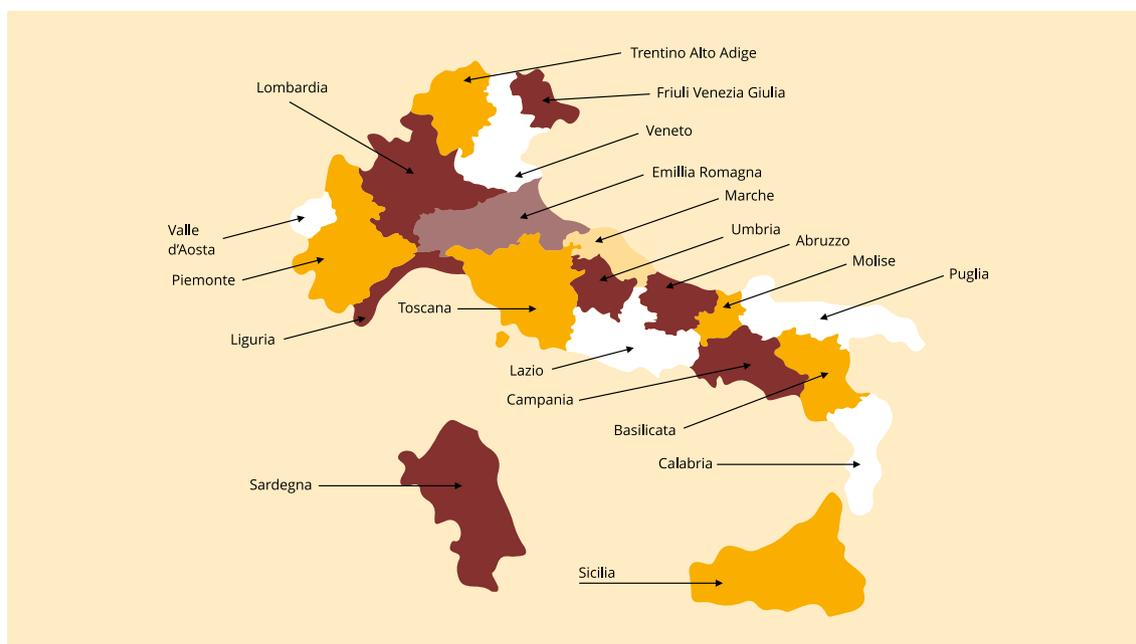 Trentino Alto Adige
Lombardia
Friuli Venezia Giulia
Veneto
Emillia Romagna
Marche
Umbria
Valle
d'Aosta
Abruzzo
Molise
Puglia
Piemonte
Toscana
Liguria
Lazio
Campania
Basilicata
Calabria
Sardegna
Sicilia